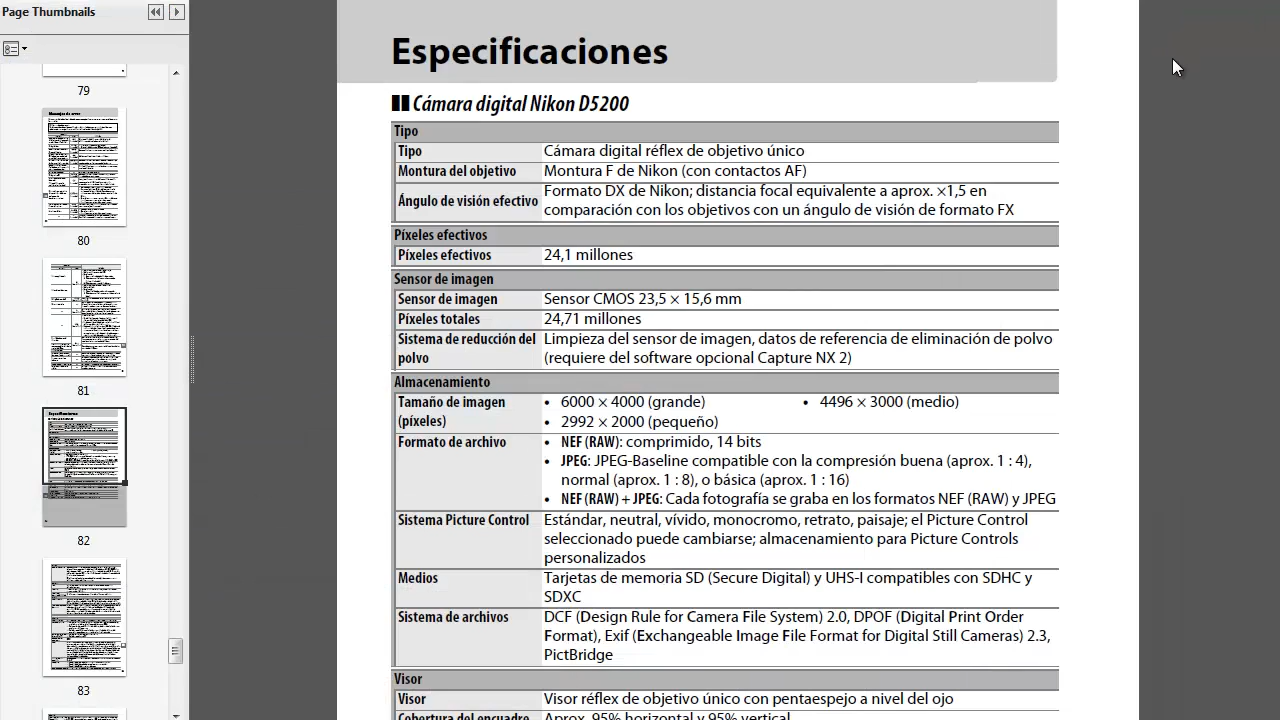 Page Thumbnails
79
80
81
82
83
Especificaciones
Cámara digital Nikon D5200
Tipo
Tipo Cámara digital réflex de objetivo único
Montura del objetivo Montura F de Nikon (con contactos AF)
Ángulo de visión efectivo Formato DX de Nikon; distancia focal equivalente a aprox. ×1,5 en
comparación con los objetivos con un ángulo de visión de formato FX
Píxeles efectivos
Píxeles efectivos 24,1 millones
Sensor de imagen
Sensor de imagen Sensor CMOS 23,5 × 15,6 mm
Píxeles totales 24,71 millones
Sistema de reducción del Limpieza del sensor de imagen, datos de referencia de eliminación de polvo
polvo (requiere del software opcional Capture NX 2)
Almacenamiento
Tamaño de imagen • 6000 × 4000 (grande) • 4496 × 3000 (medio)
(píxeles) • 2992 × 2000 (pequeño)
Formato de archivo • NEF (RAW): comprimido, 14 bits
• JPEG: JPEG-Baseline compatible con la compresión buena (aprox. 1 : 4),
normal (aprox. 1 : 8), o básica (aprox. 1 : 16)
• NEF (RAW) + JPEG: Cada fotografía se graba en los formatos NEF (RAW) y JPEG
Sistema Picture Control Estándar, neutral, vívido, monocromo, retrato, paisaje; el Picture Control
seleccionado puede cambiarse; almacenamiento para Picture Controls
personalizados
Medios Tarjetas de memoria SD (Secure Digital) y UHS-I compatibles con SDHC y
SDXC
Sistema de archivos DCF (Design Rule for Camera File System) 2.0, DPOF (Digital Print Order
Format), Exif (Exchangeable Image File Format for Digital Still Cameras) 2.3,
PictBridge
Visor
Visor Visor réflex de objetivo único con pentaespejo a nivel del ojo
Cobertura del encuadre Aprox. 95% horizontal y 95% vertical